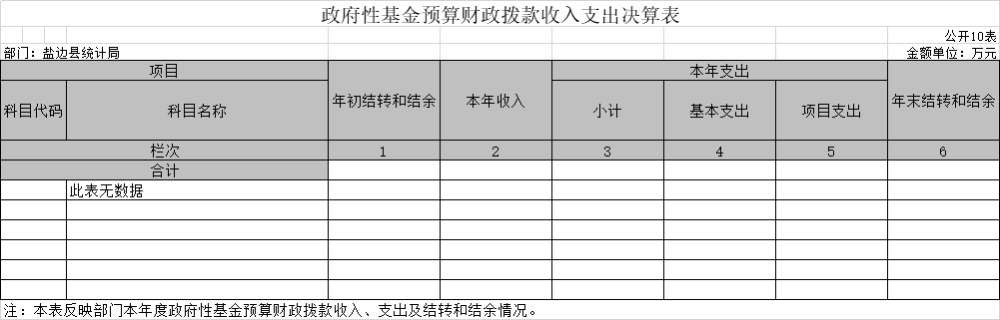 政府性基金预算财政拨款收入支出决算表
公开10表
部门：盐边县统计局 金额单位：万元
项目 年初结转和结余 本年收入 本年支出 年末结转和结余
科目代码 科目名称 小计 基本支出 项目支出
栏次 1 2 3 4 5 6
合计
此表无数据
注：本表反映部门本年度政府性基金预算财政拨款收入、支出及结转和结余情况。